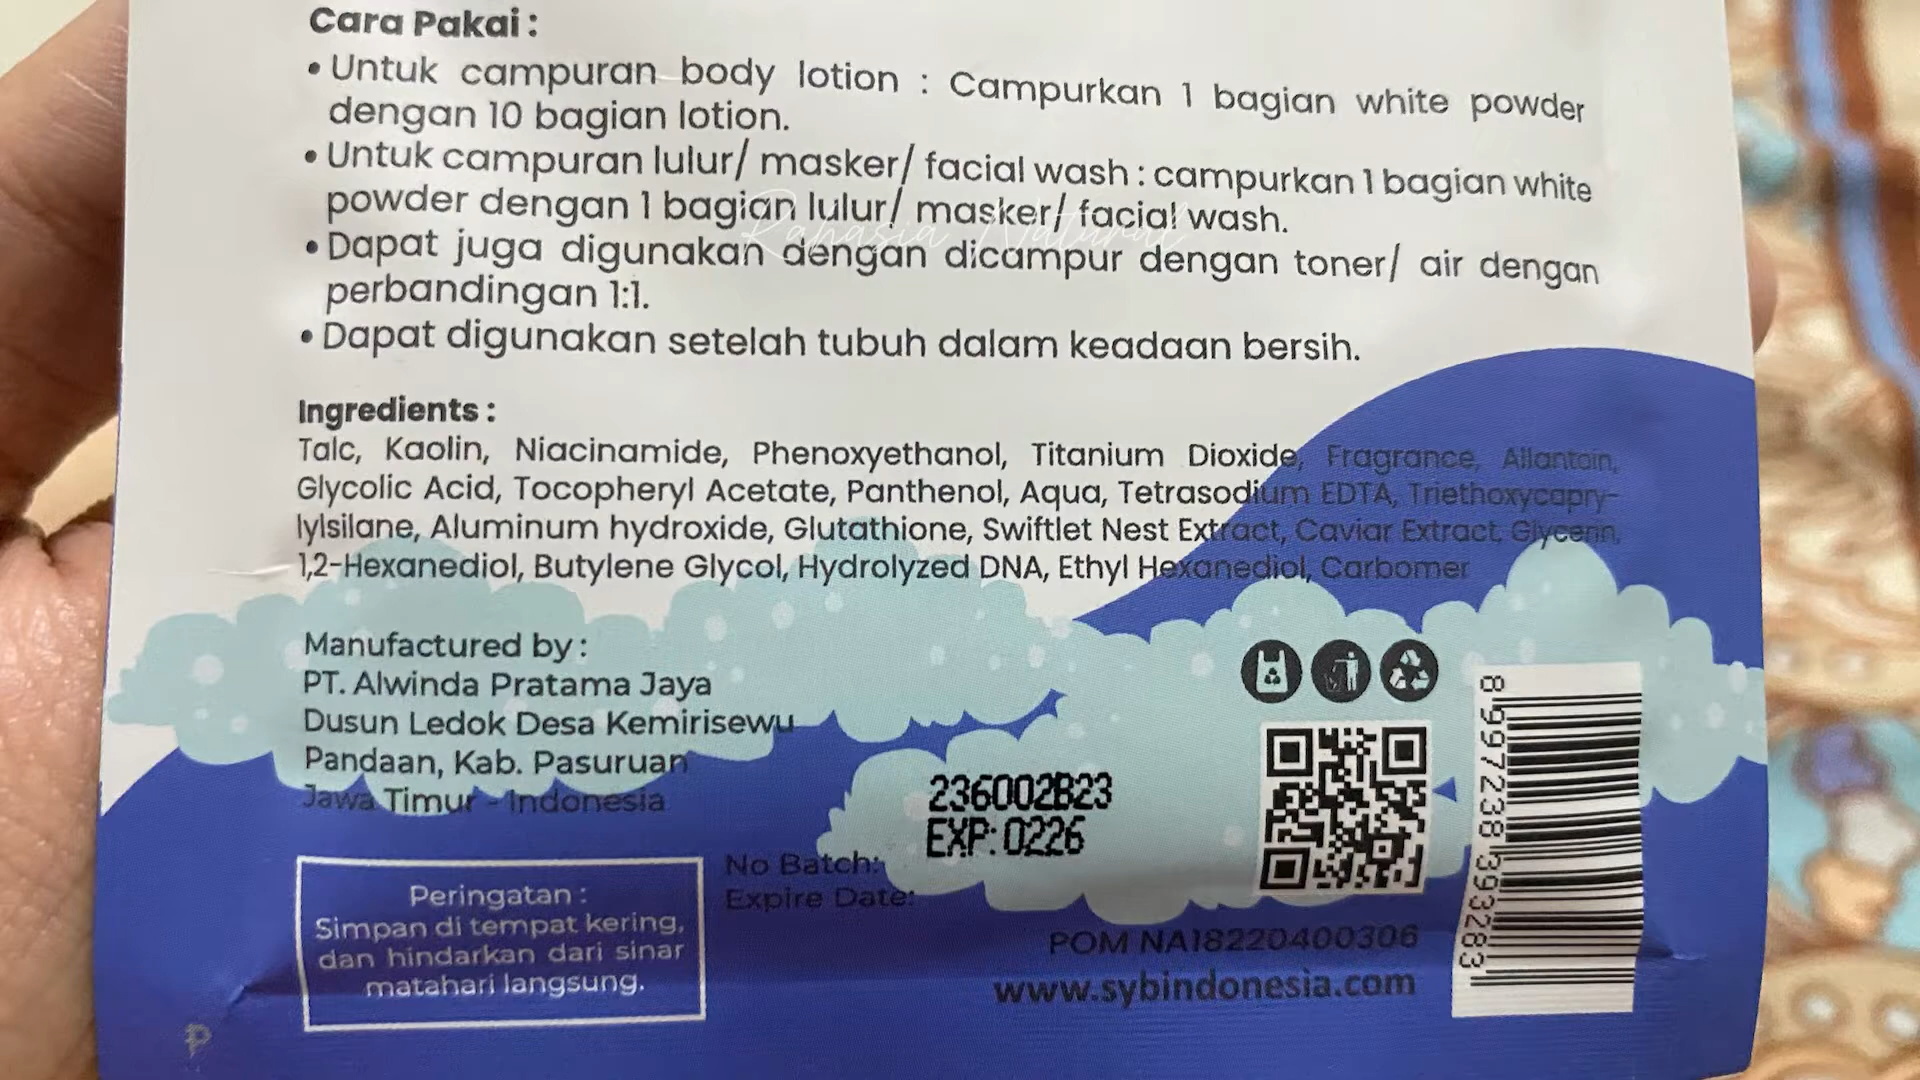 Cara Pakai :
• Untuk campuran body lotion : Campurkan 1 bagian white powder
dengan 10 bagian lotion.
• Untuk campuran lulur/ masker/ facial wash : campurkan 1 bagian white
powder dengan 1 bagian lulur/ masker/ facial wash.
Rahasia Natural
• Dapat juga digunakan dengan dicampur dengan toner/ air dengan
perbandingan 1:1.
• Dapat digunakan setelah tubuh dalam keadaan bersih.
Ingredients :
Talc, Kaolin, Niacinamide, Phenoxyethanol, Titanium Dioxide, Fragrance, Allantoin,
Glycolic Acid, Tocopheryl Acetate, Panthenol, Aqua, Tetrasodium EDTA, Triethoxycapry-
lylsilane, Aluminum hydroxide, Glutathione, Swiftlet Nest Extract, Caviar Extract, Glycerin,
1,2-Hexanediol, Butylene Glycol, Hydrolyzed DNA, Ethyl Hexanediol, Carbomer
Manufactured by :
PT. Alwinda Pratama Jaya
Dusun Ledok Desa Kemirisewu
Pandaan, Kab. Pasuruan
Jawa Timur - Indonesia
Peringatan :
Simpan di tempat kering,
dan hindarkan dari sinar
matahari langsung.
236002B23
EXP: 0226
No Batch:
Expire Date:
POM NA18220400306
www.sybindonesia.com
8 997238 393283